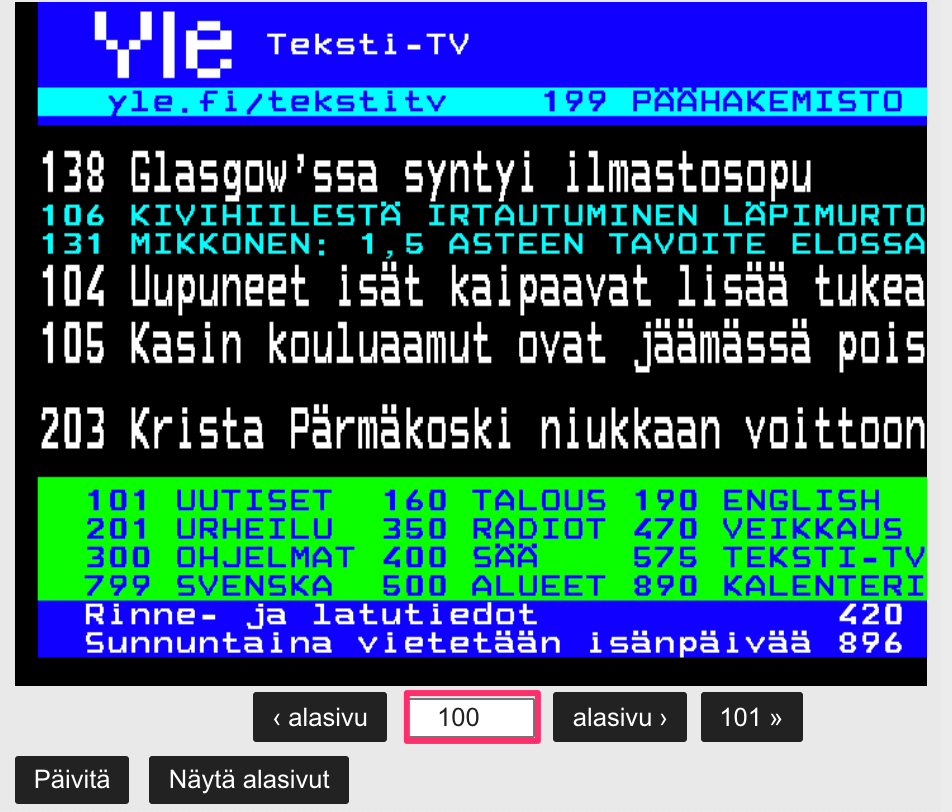 Yle Teksti-TV
yle.fi/tekstitv 199 PÄÄHAKEMISTO
138 Glasgow'ssa syntyi ilmastosopu
106 KIVIHIILESTÄ IRTAUTUMINEN LÄPIMURTO
131 MIKKONEN: 1,5 ASTEEN TAVOITE ELOSSA
104 Uupuneet isät kaipaavat lisää tukea
105 Kasin kouluaamut ovat jäämässä pois
203 Krista Pärmäkoski niukkaan voittoon
101 UUTISET 160 TALOUS 190 ENGLISH
201 URHEILU 350 RADIOT 470 VEIKKAUS
300 OHJELMAT 400 SÄÄ 575 TEKSTI-TV
799 SVENSKA 500 ALUEET 890 KALENTERI
Rinne- ja latutiedot 420
Sunnuntaina vietetään isänpäivää 896
‹ alasivu 100 alasivu › 101 »
Päivitä Näytä alasivut